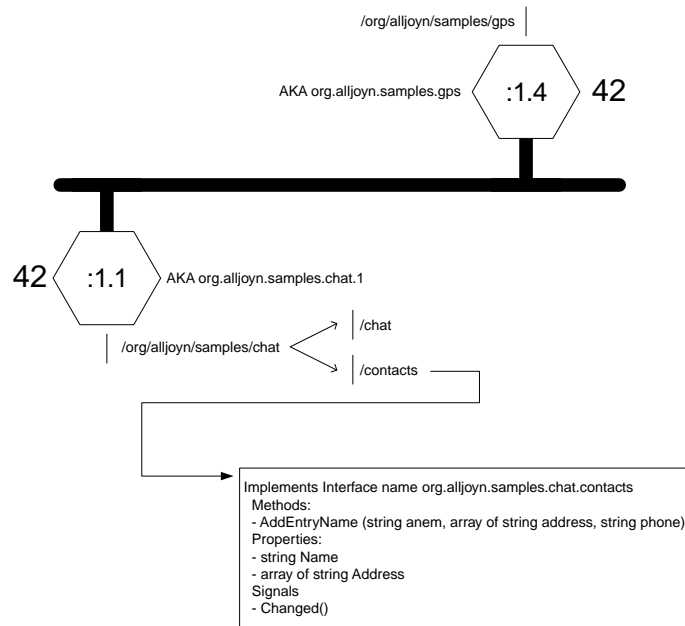 /org/alljoyn/samples/gps
AKA org.alljoyn.samples.gps
:1.4
42
42
:1.1
AKA org.alljoyn.samples.chat.1
/org/alljoyn/samples/chat
/chat
/contacts
Implements Interface name org.alljoyn.samples.chat.contacts
Methods:
- AddEntryName (string anem, array of string address, string phone)
Properties:
- string Name
- array of string Address
Signals
- Changed()